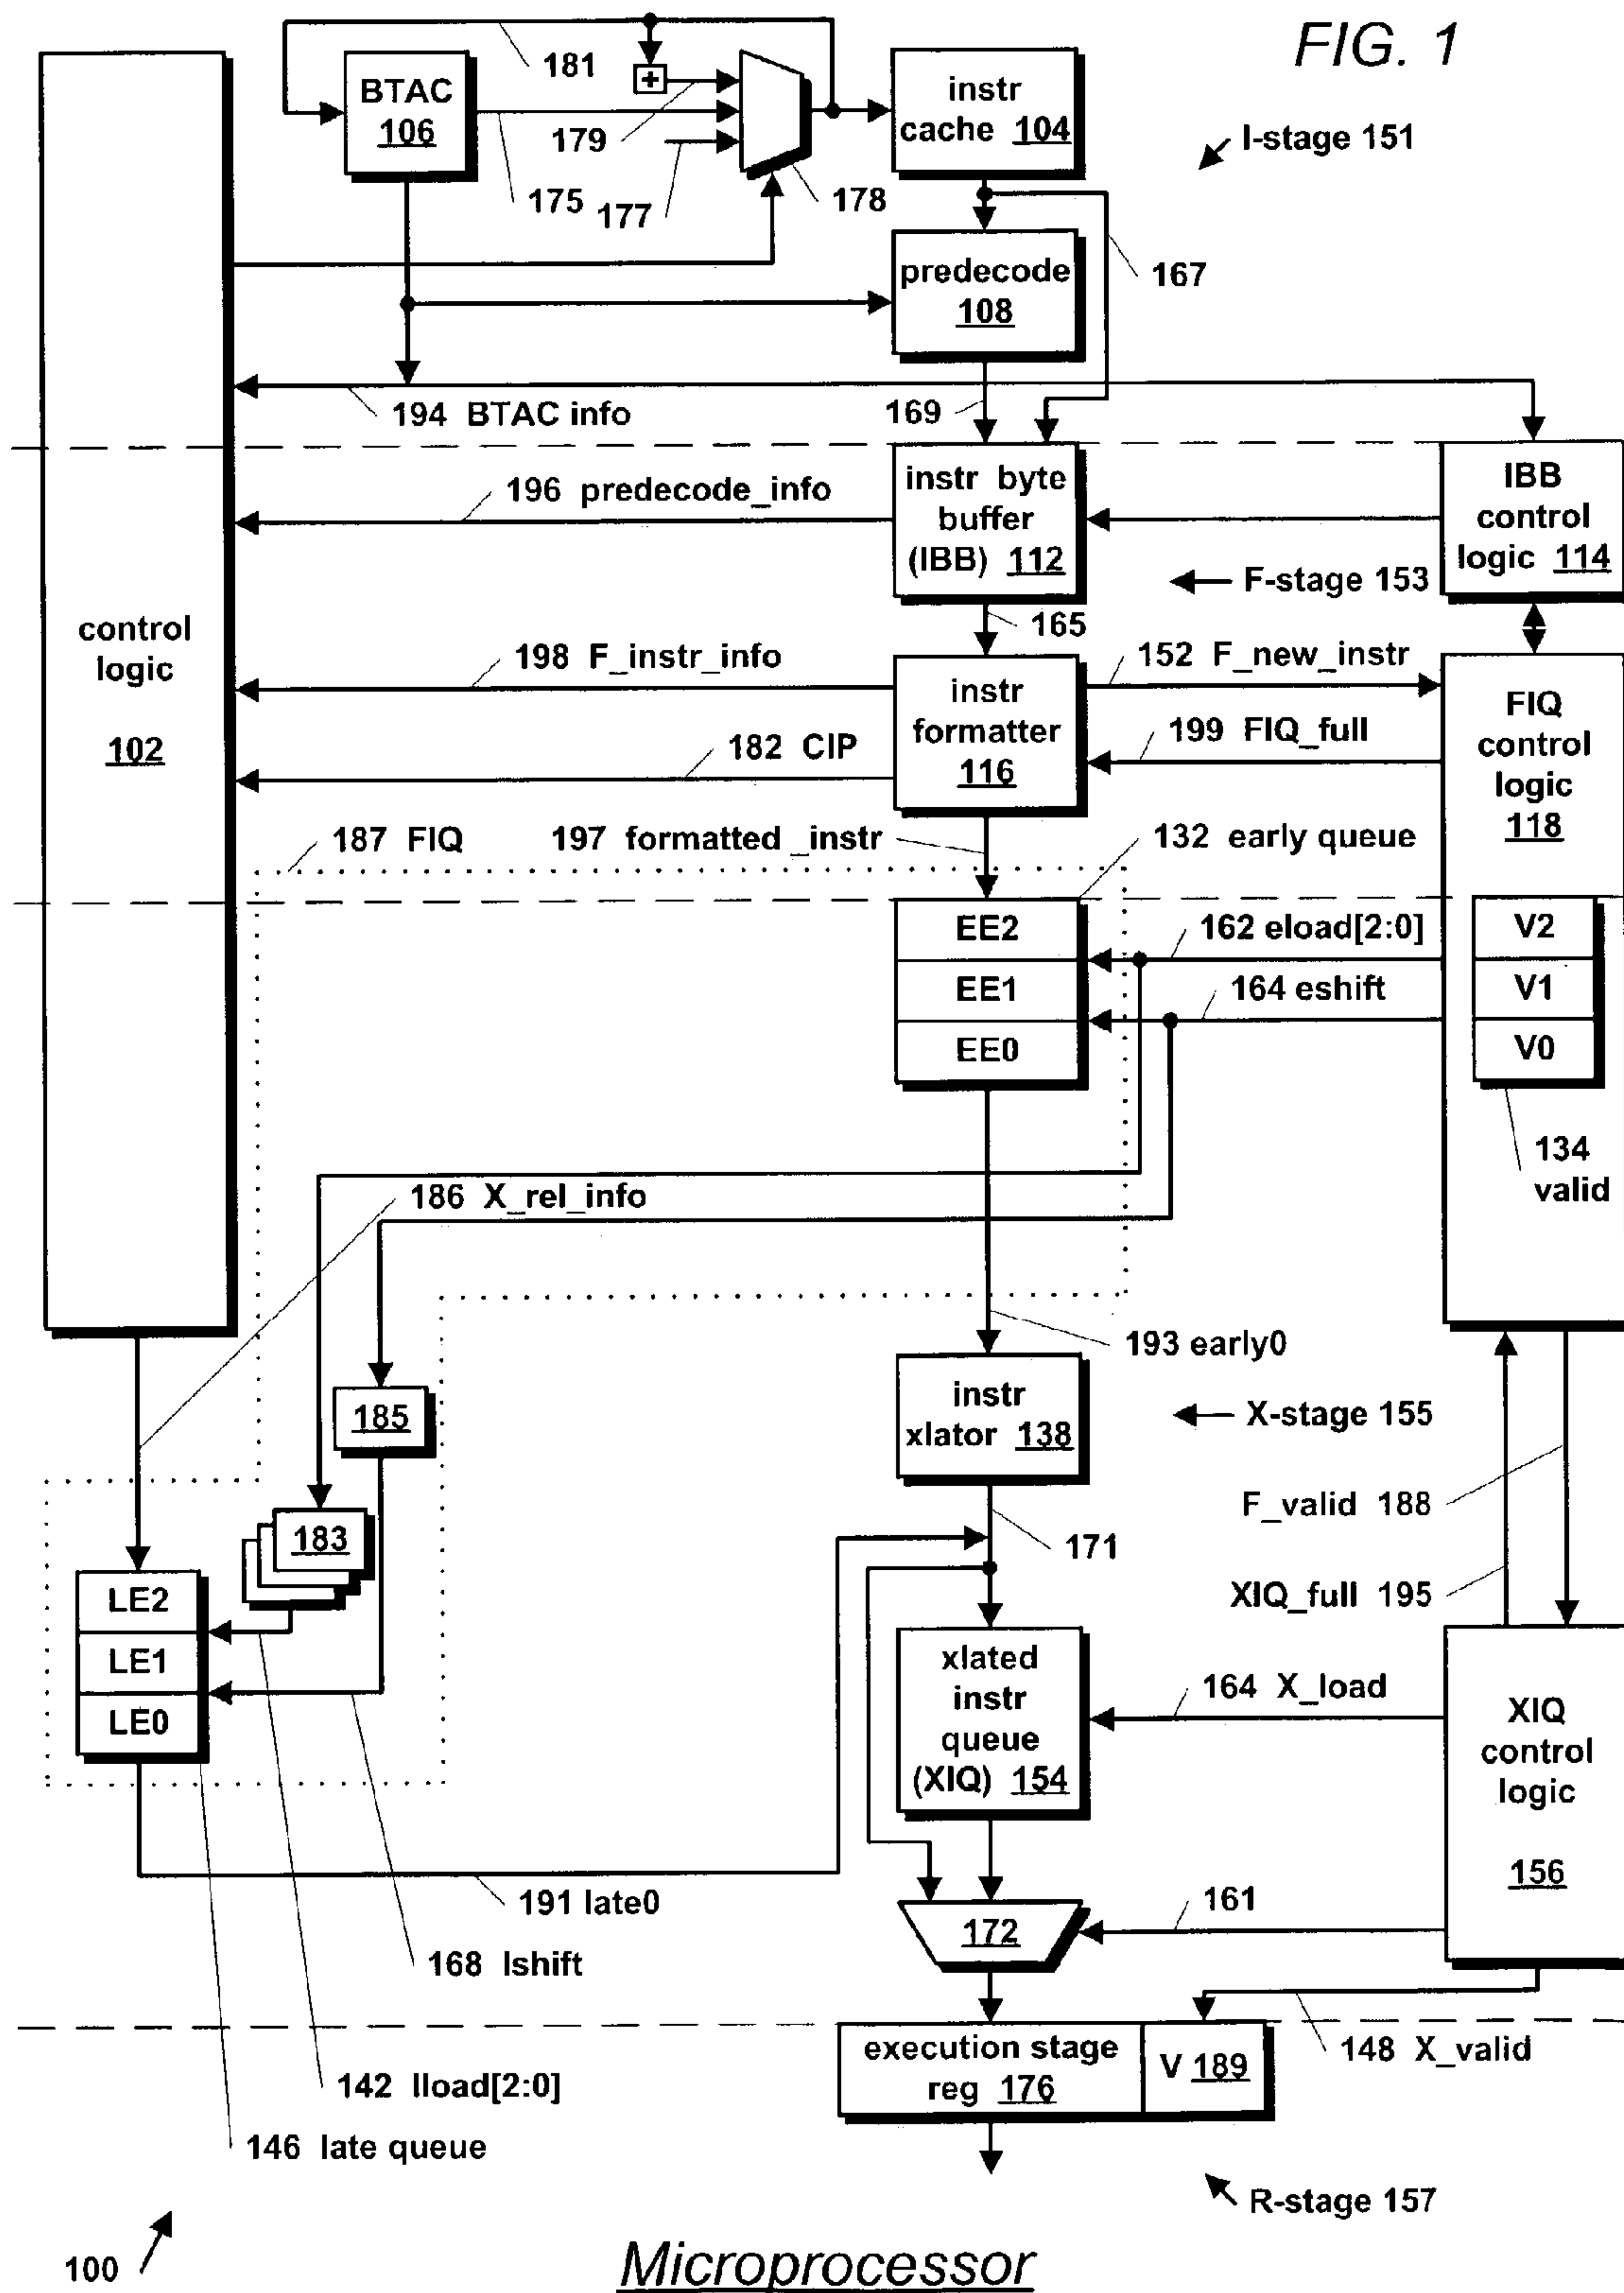 FIG. 1
181
BTAC
106
instr
cache 104
179
175
177
178
I-stage 151
predecode
108
167
194 BTAC info
169
196 predecode_info
instr byte
buffer
(IBB) 112
IBB
control
logic 114
F-stage 153
165
control
logic
102
198 F_instr_info
152 F_new_instr
instr
formatter
116
182 CIP
199 FIQ_full
FIQ
control
logic
118
187 FIQ
197 formatted_instr
132 early queue
EE2
EE1
EE0
162 eload[2:0]
164 eshift
V2
V1
V0
134
valid
186 X_rel_info
193 early0
185
instr
xlator 138
X-stage 155
F_valid 188
183
171
XIQ_full 195
LE2
LE1
LE0
xlated
instr
queue
(XIQ) 154
164 X_load
XIQ
control
logic
156
191 late0
172
161
168 lshift
execution stage
reg 176
V 189
148 X_valid
142 lload[2:0]
146 late queue
R-stage 157
100
Microprocessor